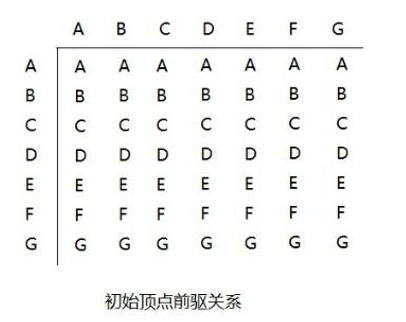 A B C D E F G
A A A A A A A A
B B B B B B B B
C C C C C C C C
D D D D D D D D
E E E E E E E E
F F F F F F F F
G G G G G G G G
初始顶点前驱关系